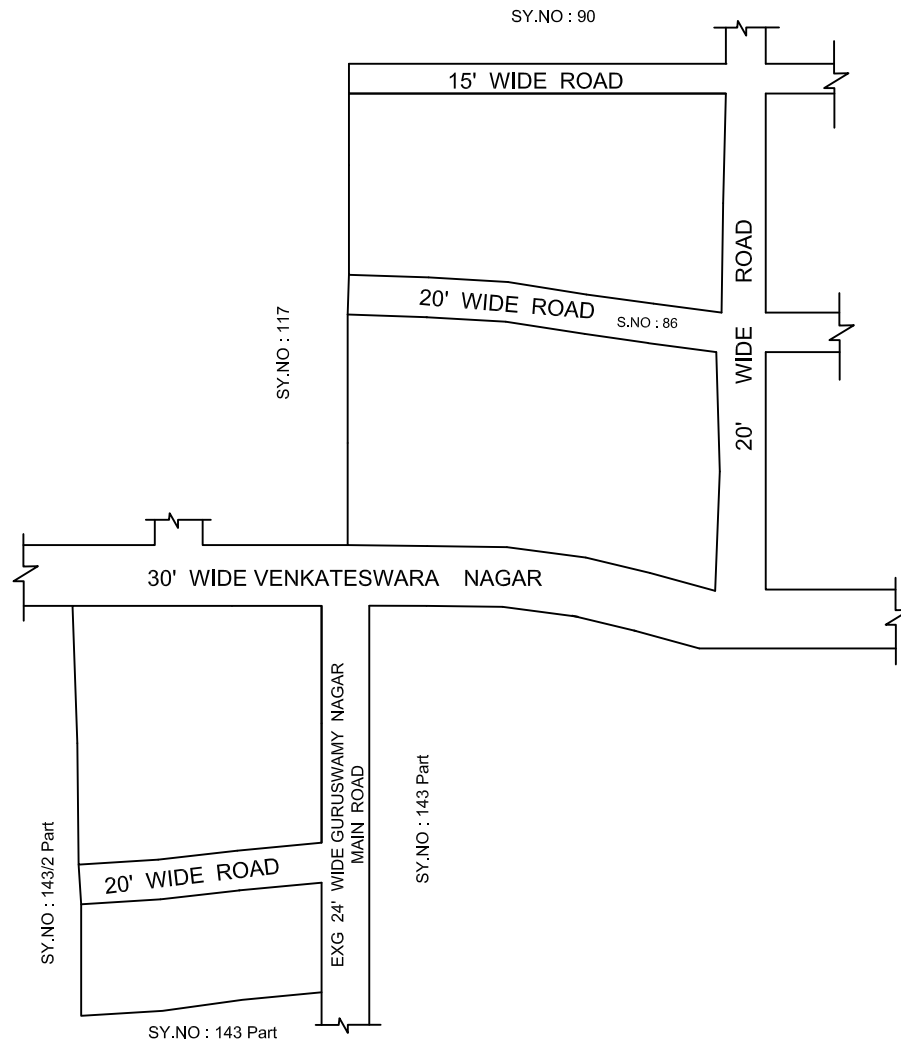 SY.NO : 90
15' WIDE ROAD
20' WIDE ROAD
20' WIDE ROAD
S.NO : 86
SY.NO : 117
30' WIDE VENKATESWARA NAGAR
EXG 24' WIDE GURUSWAMY NAGAR
MAIN ROAD
SY.NO : 143 Part
SY.NO : 143/2 Part
20' WIDE ROAD
SY.NO : 143 Part